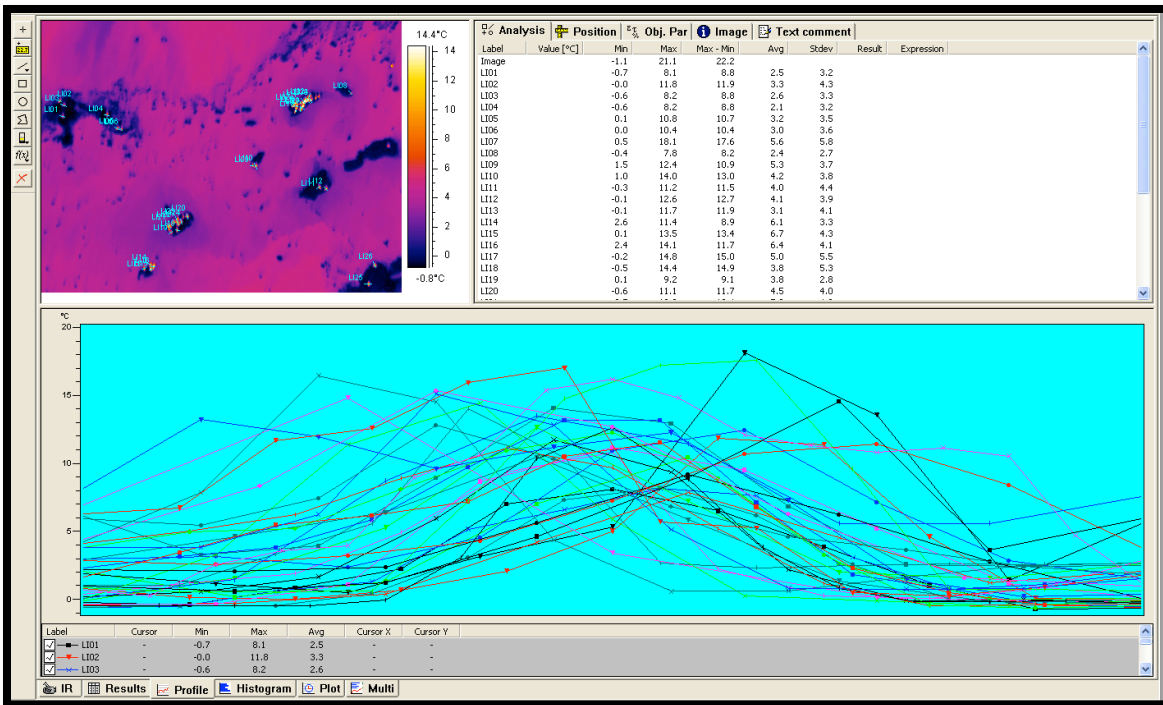 14.4°C
14
12
10
8
6
4
2
0
-0.8°C
LI03 LI02
LI01
LI04
LI08
LI12
LI20
LI26
LI25
Analysis Position Obj. Par Image Text comment
Label Value [°C] Min Max Max - Min Avg Stdev Result Expression
Image -1.1 21.1 22.2
LI01 -0.7 8.1 8.8 2.5 3.2
LI02 -0.0 11.8 11.9 3.3 4.3
LI03 -0.6 8.2 8.8 2.6 3.3
LI04 -0.6 8.2 8.8 2.1 3.2
LI05 0.1 10.8 10.7 3.2 3.5
LI06 0.0 10.4 10.4 3.0 3.6
LI07 0.5 18.1 17.6 5.6 5.8
LI08 -0.4 7.8 8.2 2.4 2.7
LI09 1.5 12.4 10.9 5.3 3.7
LI10 1.0 14.0 13.0 4.2 3.8
LI11 -0.3 11.2 11.5 4.0 4.4
LI12 -0.1 12.6 12.7 4.1 3.9
LI13 -0.1 11.7 11.9 3.1 4.1
LI14 2.6 11.4 8.9 6.1 3.3
LI15 0.1 13.5 13.4 6.7 4.3
LI16 2.4 14.1 11.7 6.4 4.1
LI17 -0.2 14.8 15.0 5.0 5.5
LI18 -0.5 14.4 14.9 3.8 5.3
LI19 0.1 9.2 9.1 3.8 2.8
LI20 -0.6 11.1 11.7 4.5 4.0
°C
20
15
10
5
0
Label Cursor Min Max Avg Cursor X Cursor Y
LI01 - -0.7 8.1 2.5 - -
LI02 - -0.0 11.8 3.3 - -
LI03 - -0.6 8.2 2.6 - -
IR Results Profile Histogram Plot Multi